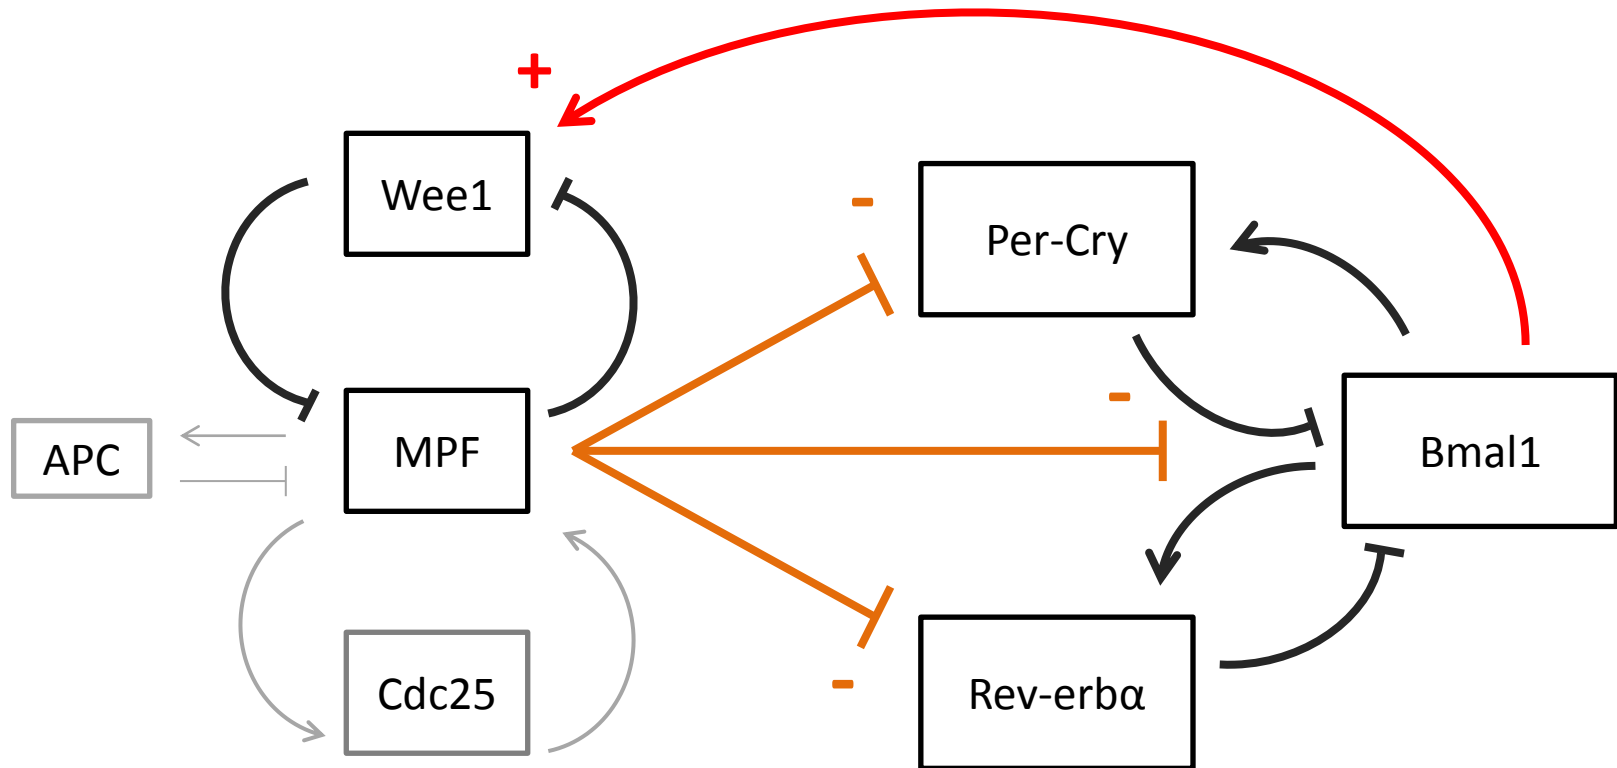 +
Wee1
-
Per-Cry
-
APC
MPF
Bmal1
-
Cdc25
Rev-erbα